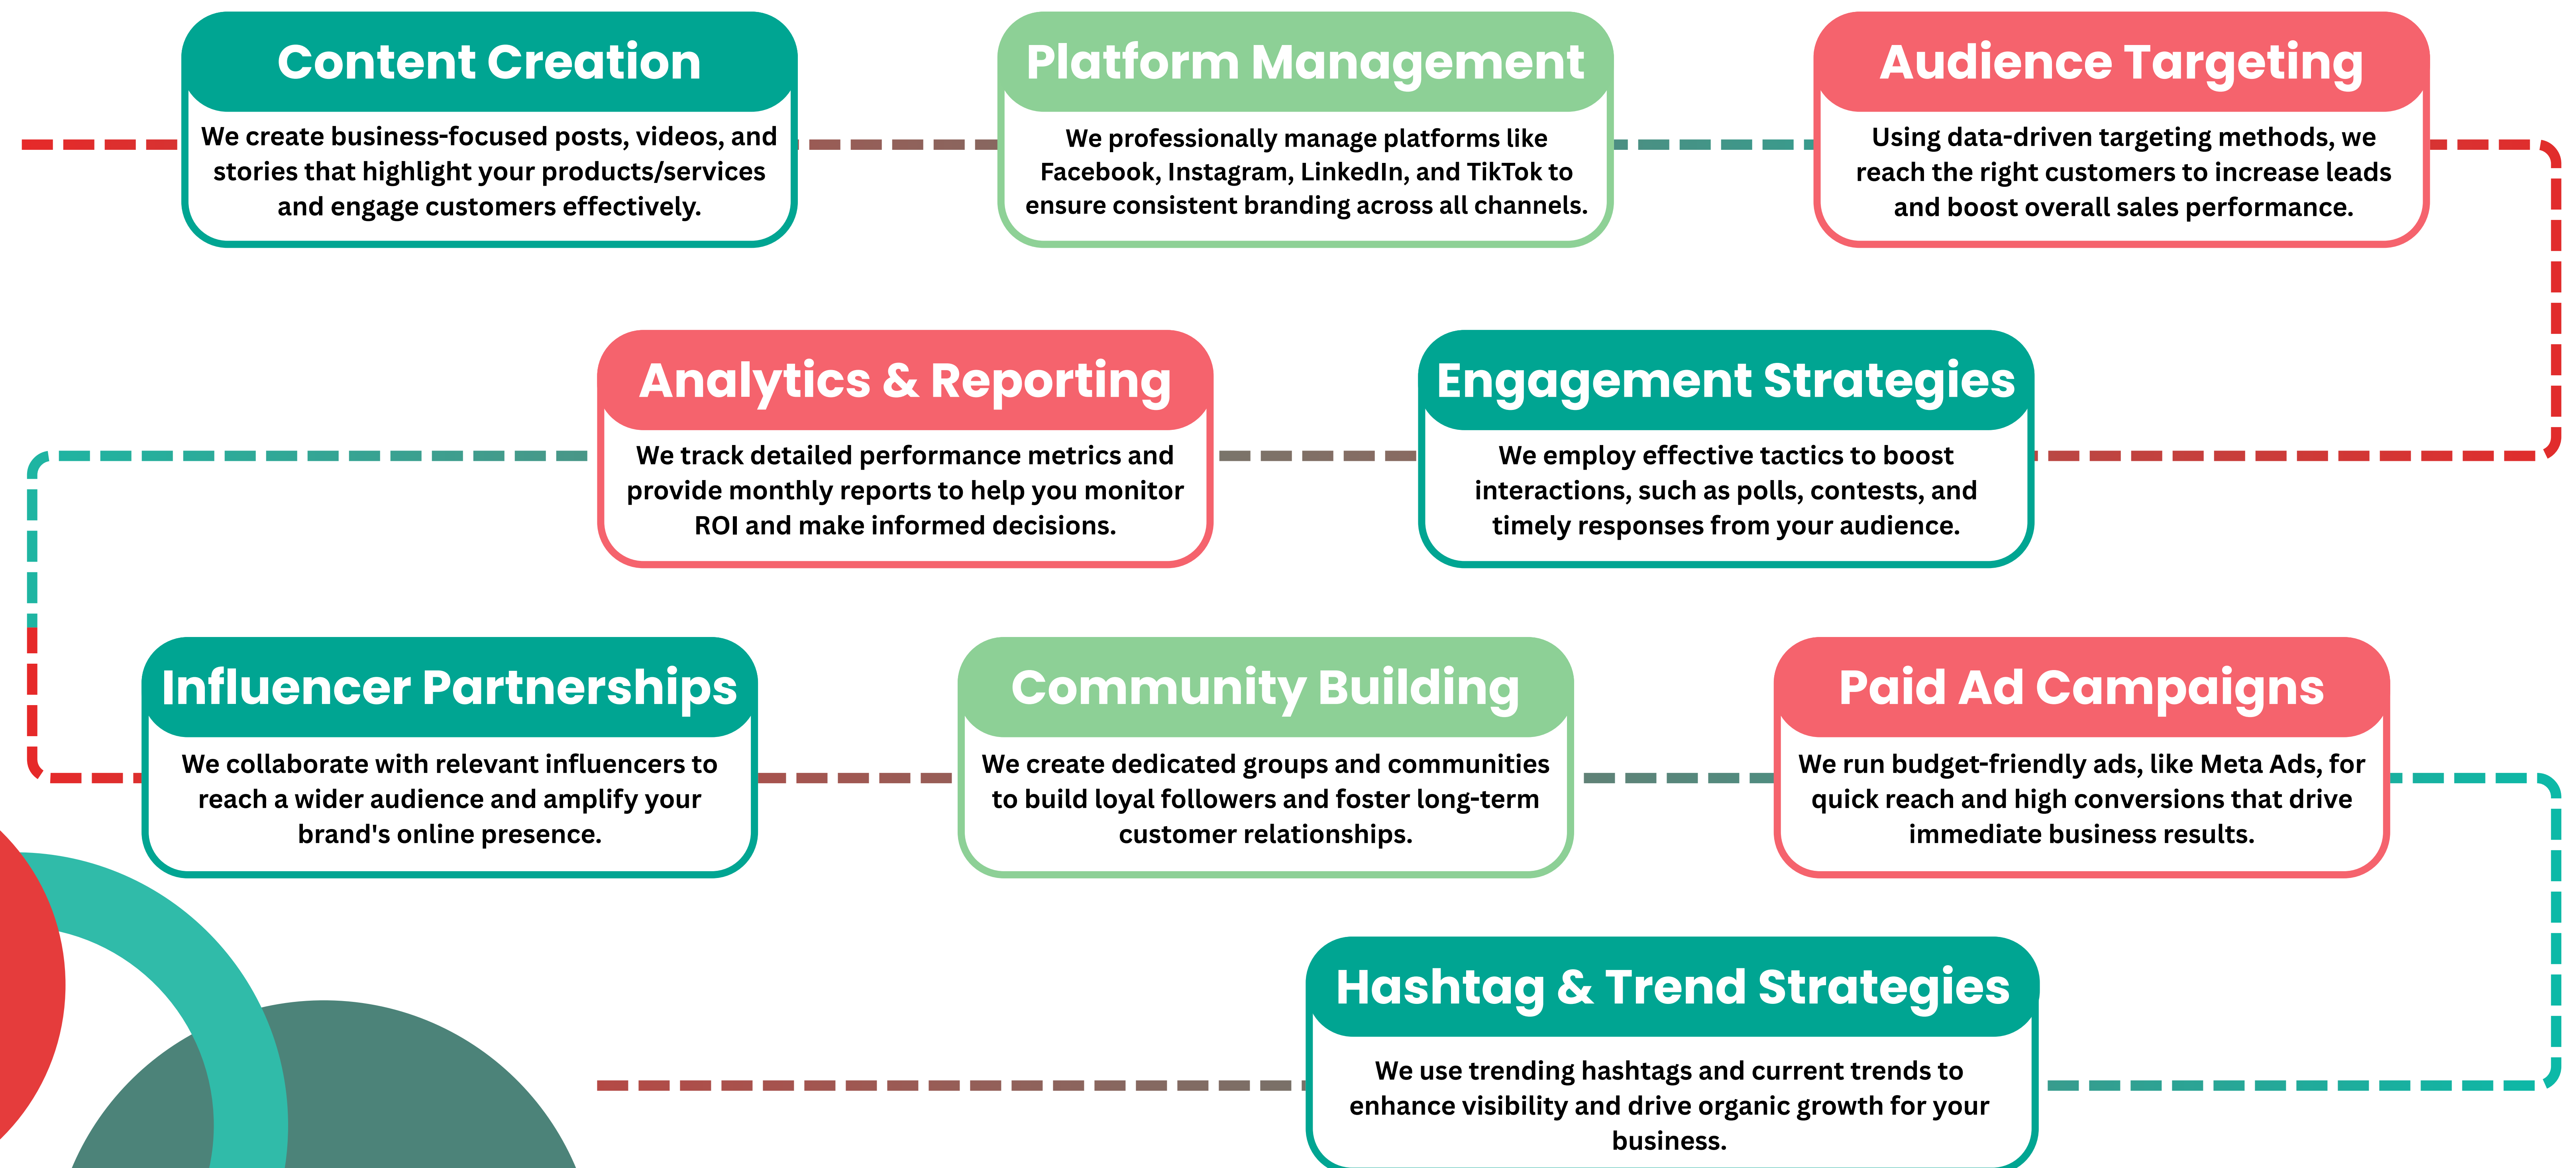 Content Creation
We create business-focused posts, videos, and
stories that highlight your products/services
and engage customers effectively.
Platform Management
We professionally manage platforms like
Facebook, Instagram, LinkedIn, and TikTok to
ensure consistent branding across all channels.
Audience Targeting
Using data-driven targeting methods, we
reach the right customers to increase leads
and boost overall sales performance.
Analytics & Reporting
We track detailed performance metrics and
provide monthly reports to help you monitor
ROI and make informed decisions.
Engagement Strategies
We employ effective tactics to boost
interactions, such as polls, contests, and
timely responses from your audience.
Influencer Partnerships
We collaborate with relevant influencers to
reach a wider audience and amplify your
brand's online presence.
Community Building
We create dedicated groups and communities
to build loyal followers and foster long-term
customer relationships.
Paid Ad Campaigns
We run budget-friendly ads, like Meta Ads, for
quick reach and high conversions that drive
immediate business results.
Hashtag & Trend Strategies
We use trending hashtags and current trends to
enhance visibility and drive organic growth for your
business.